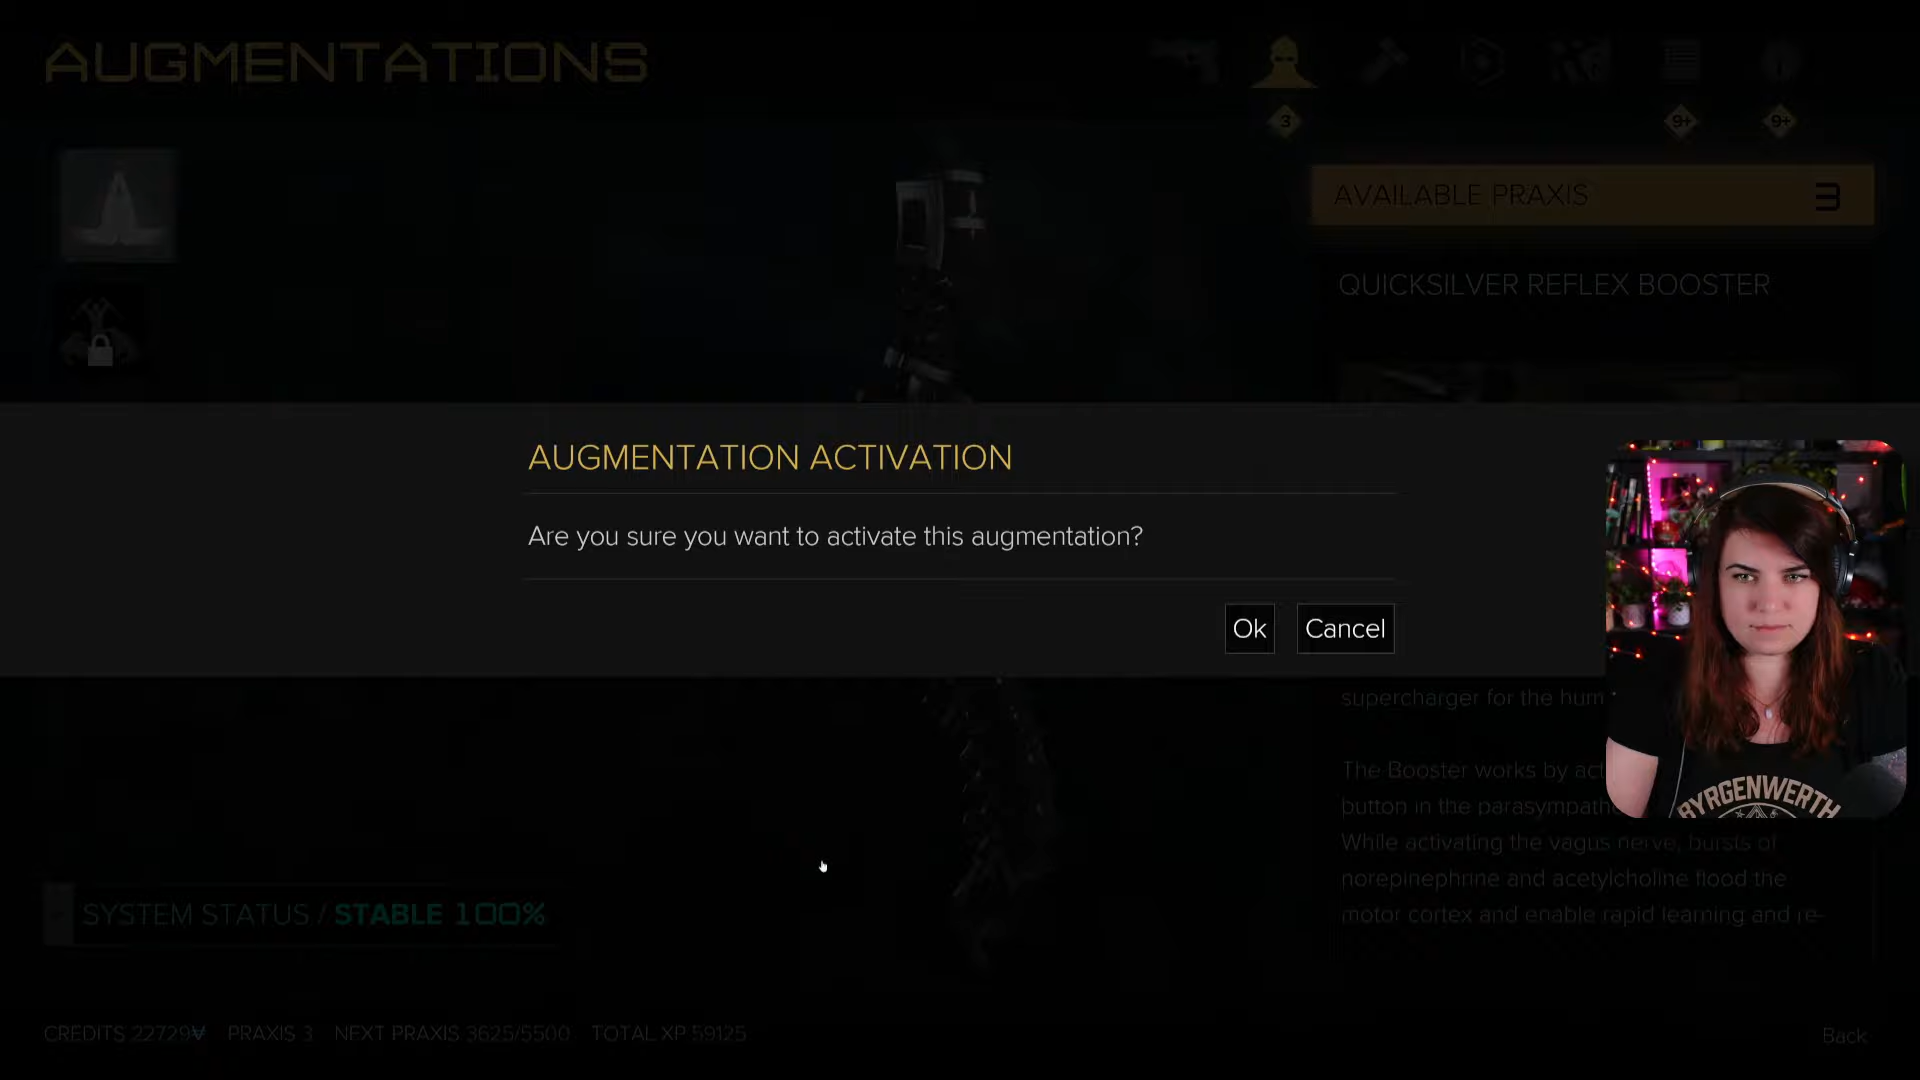 AUGMENTATIONS
3
9+
9+
AVAILABLE PRAXIS 3
QUICKSILVER REFLEX BOOSTER
AUGMENTATION ACTIVATION
Are you sure you want to activate this augmentation?
Ok
Cancel
supercharger for the hum
The Booster works by act
button in the parasympath
While activating the vagus nerve, bursts of
norepinephrine and acetylcholine flood the
motor cortex and enable rapid learning and re-
BYRGENWERTH
SYSTEM STATUS / STABLE 100%
CREDITS 22729 PRAXIS 3 NEXT PRAXIS 3625/5500 TOTAL XP 59125
Back